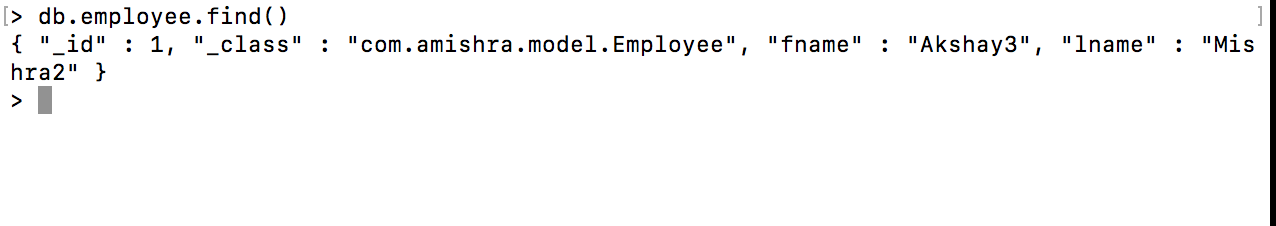 [> db.employee.find() ]
{ "_id" : 1, "_class" : "com.amishra.model.Employee", "fname" : "Akshay3", "lname" : "Mis
hra2" }
>